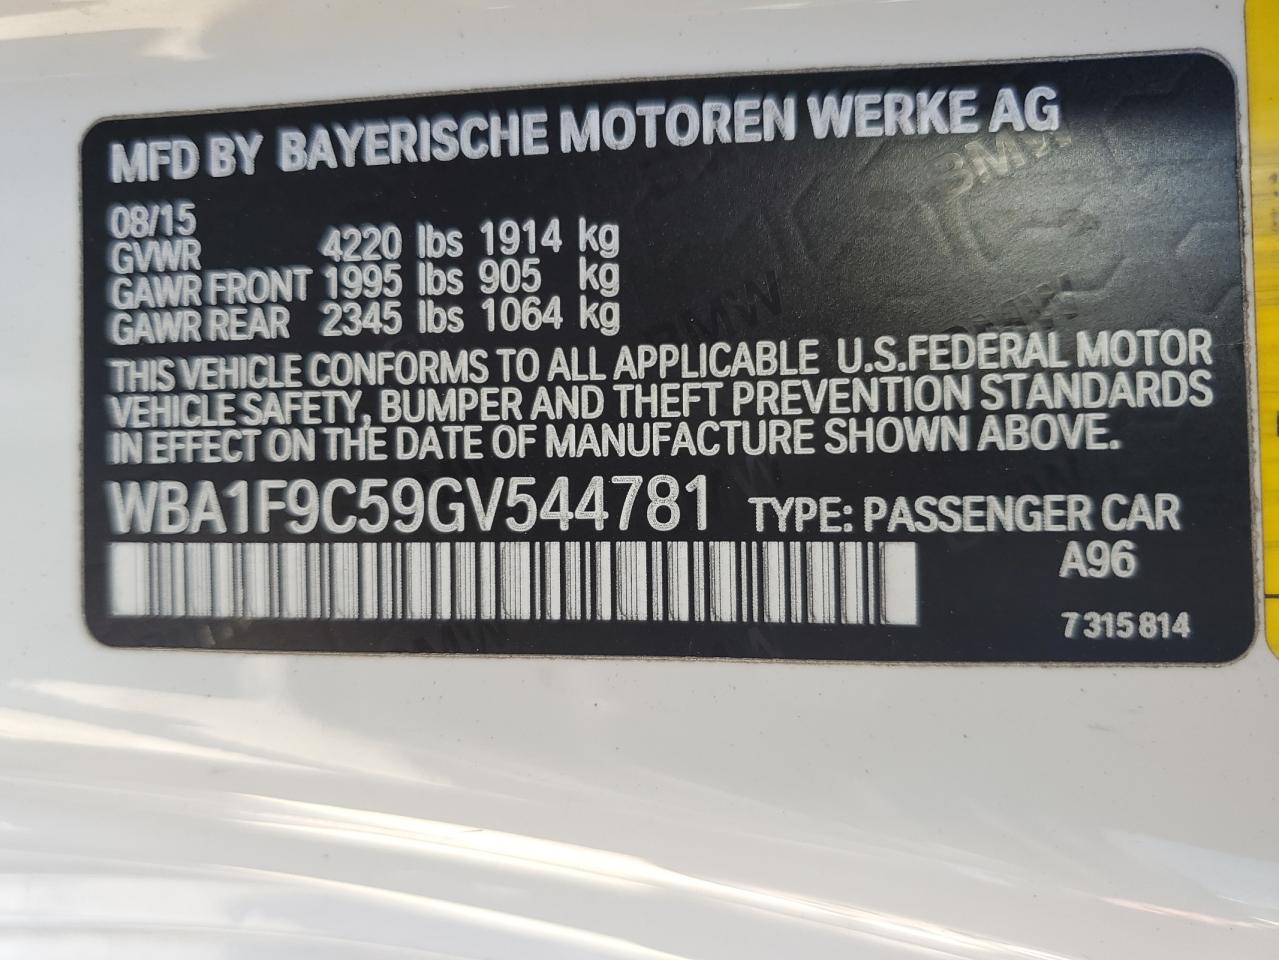 MFD BY BAYERISCHE MOTOREN WERKE AG
08/15
GVWR 4220 lbs 1914 kg
GAWR FRONT 1995 lbs 905 kg
GAWR REAR 2345 lbs 1064 kg
THIS VEHICLE CONFORMS TO ALL APPLICABLE U.S.FEDERAL MOTOR
VEHICLE SAFETY, BUMPER AND THEFT PREVENTION STANDARDS
IN EFFECT ON THE DATE OF MANUFACTURE SHOWN ABOVE.
WBA1F9C59GV544781 TYPE: PASSENGER CAR
A96
7 315 814
BMW
BMW